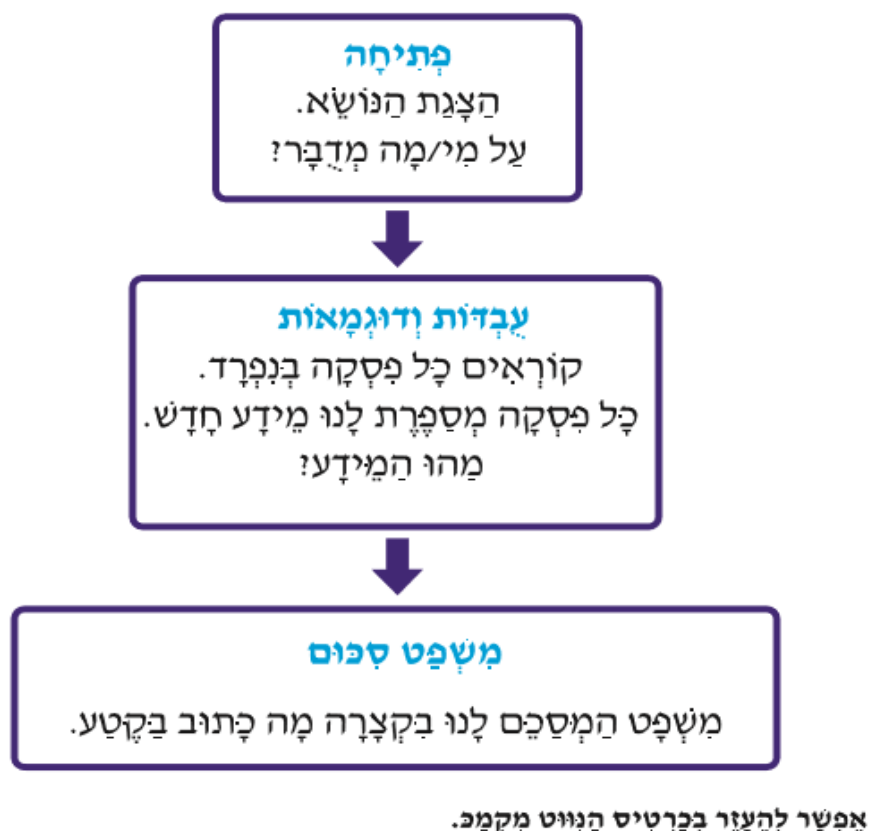 פְּתִיחָה
הַצָּגַת הַנּוֹשֵׂא.
עַל מִי/מָה מְדֻבָּר?
עֻבְדּוֹת וְדוּגְמָאוֹת
קוֹרְאִים כָּל פִּסְקָה בְּנִפְרָד.
כָּל פִּסְקָה מְסַפֶּרֶת לָנוּ מֵידָע חָדָשׁ.
מַהוּ הַמֵּידָע?
מִשְׁפַּט סִכּוּם
מִשְׁפָּט הַמְסַכֵּם לָנוּ בִּקְצָרָה מָה כָּתוּב בַּקֶּטַע.
אֶפְשָׁר לְהֵעָזֵר בְּכַרְטִיס הַנִּוּוּט מִקְמַכּ.